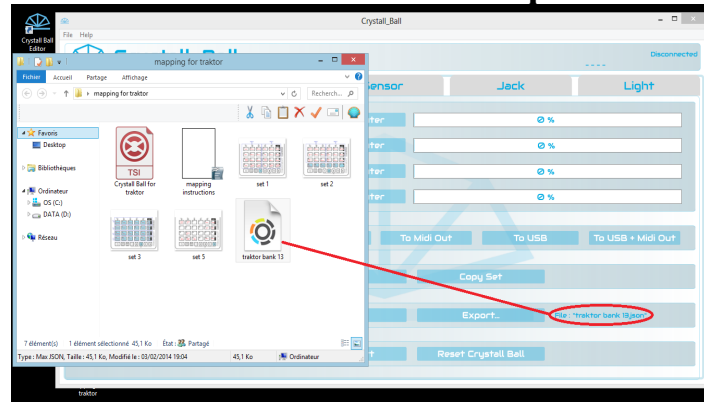 Crystall Ball
Editor
Crystall_Ball
File Help
Disconnected
mapping for traktor
Fichier Accueil Partage Affichage
mapping for traktor
Recherch...
Jack
Light
Favoris
Desktop
Bibliothèques
Ordinateur
OS (C:)
DATA (D:)
Réseau
TSI
Crystall Ball for
traktor
mapping
instructions
set 1
set 2
set 3
set 5
traktor bank 13
0 %
0 %
0 %
0 %
To Midi Out
To USB
To USB + Midi Out
Copy Set
Export...
File : "traktor bank 13.json"
Reset Crystall Ball
7 élément(s) 1 élément sélectionné 45,1 Ko État : Partagé
Type : Max JSON, Taille : 45,1 Ko, Modifié le : 03/02/2014 19:04 45,1 Ko Ordinateur
traktor